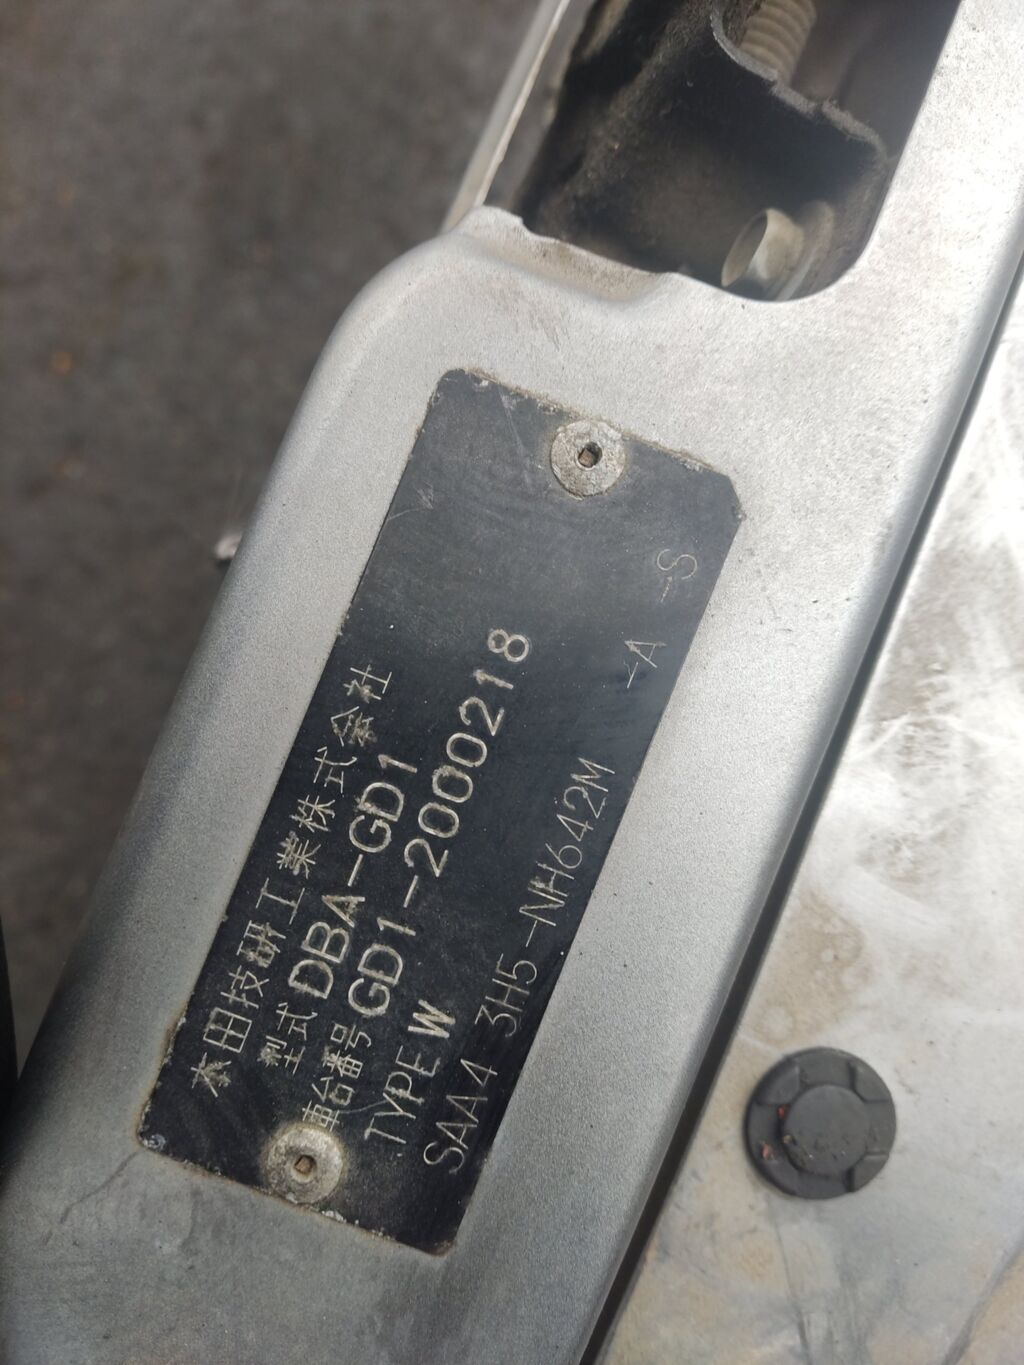 本田技研工業株式会社
型式 DBA-GD1
車台番号 GD1-2000218
TYPE W
SAA4 3H5-NH642M -A -S